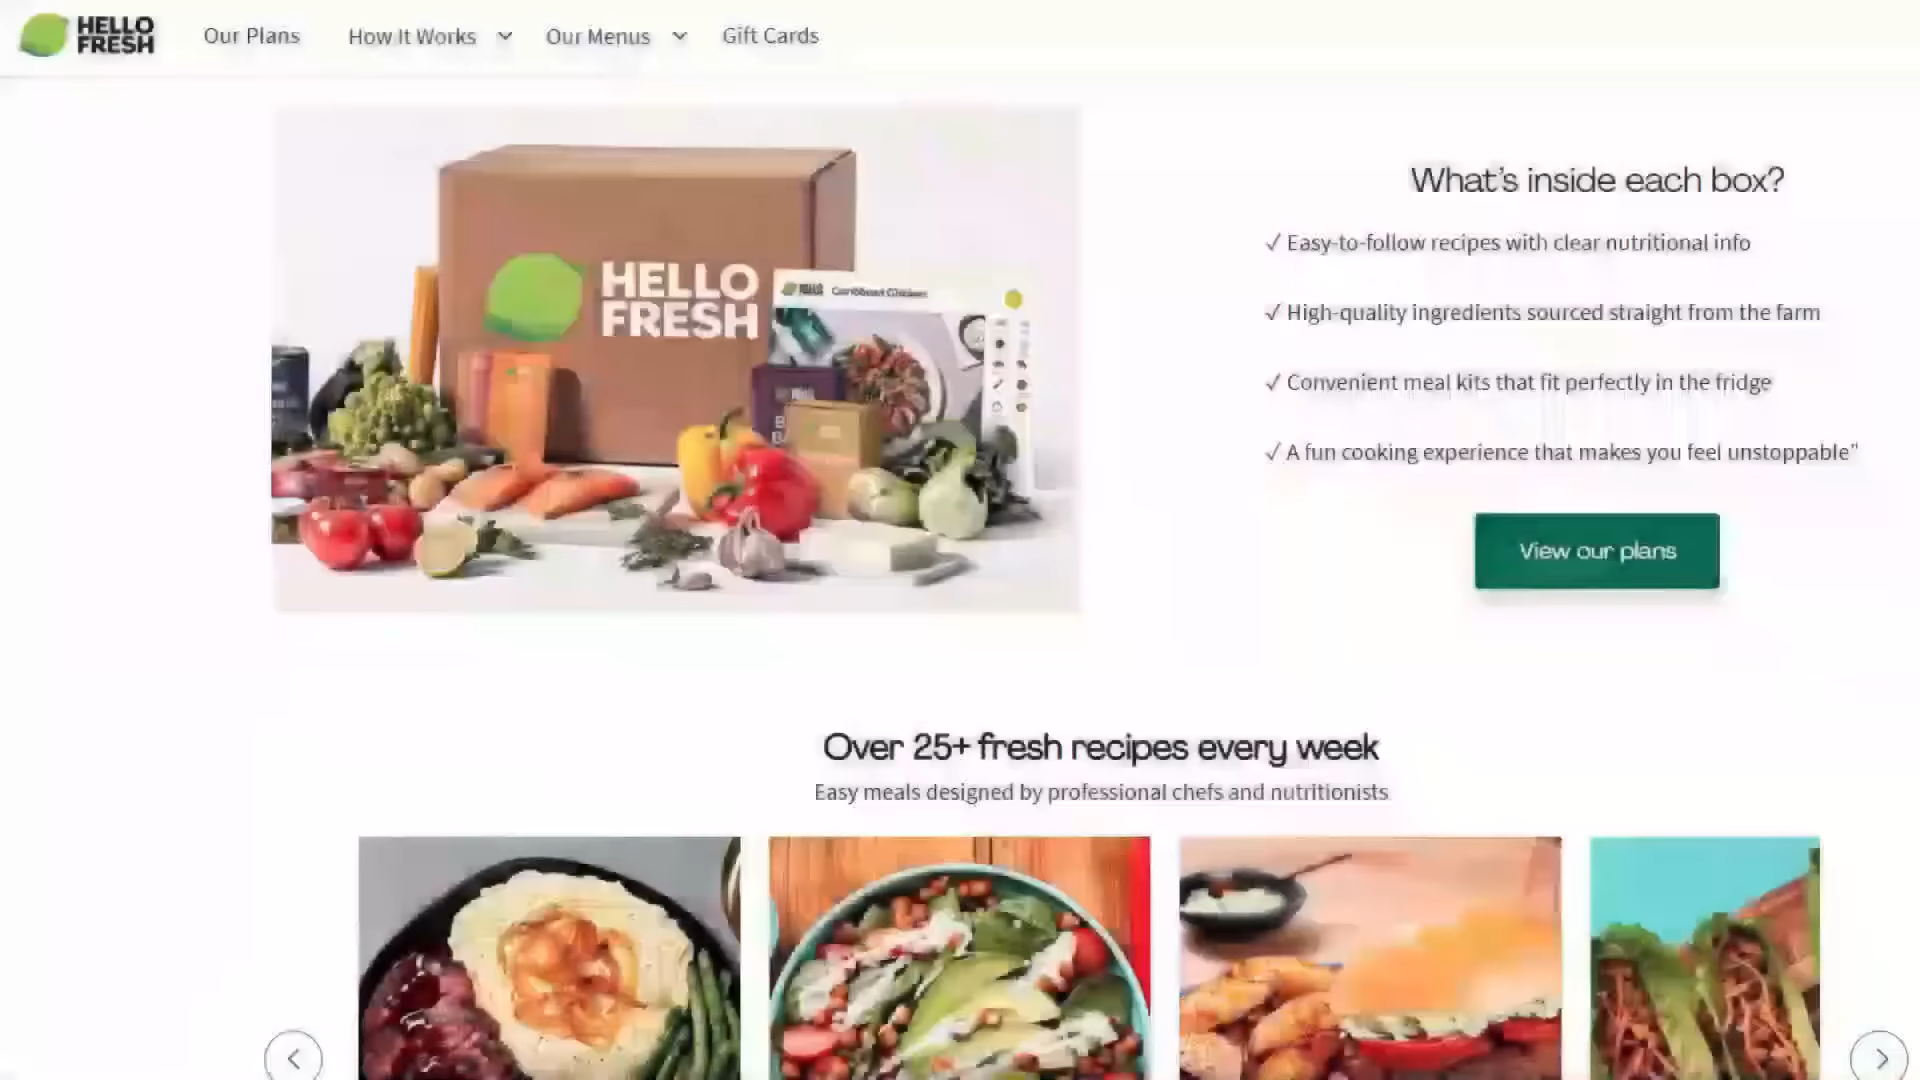 HELLO
FRESH
Our Plans
How It Works
Our Menus
Gift Cards
HELLO
FRESH
What's inside each box?
✓ Easy-to-follow recipes with clear nutritional info
✓ High-quality ingredients sourced straight from the farm
✓ Convenient meal kits that fit perfectly in the fridge
✓ A fun cooking experience that makes you feel unstoppable"
View our plans
Over 25+ fresh recipes every week
Easy meals designed by professional chefs and nutritionists